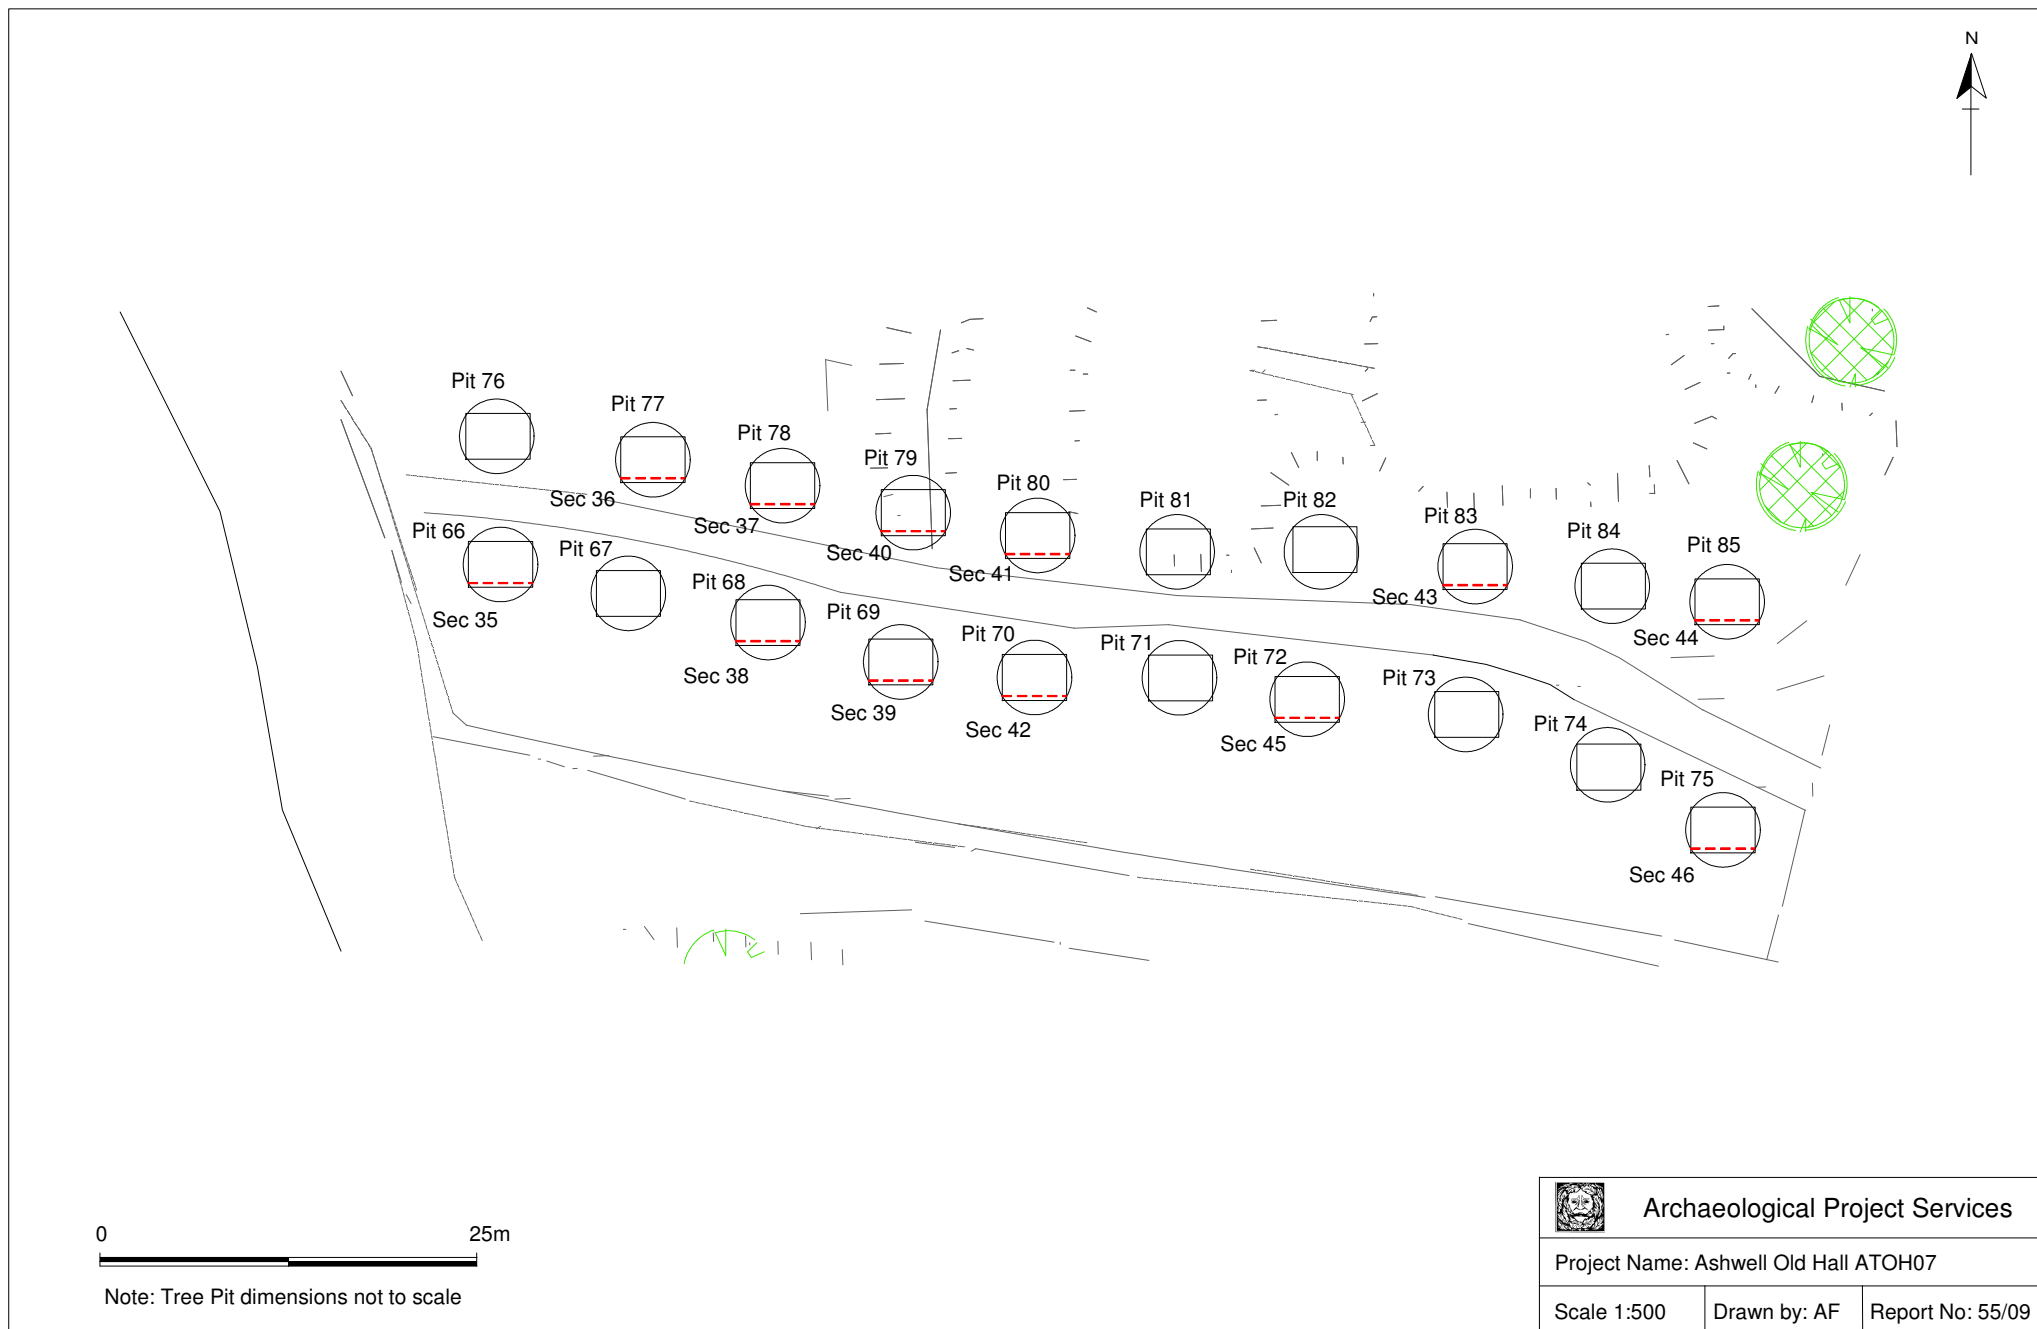 N
Pit 76
Pit 77
Pit 78
Pit 79
Pit 80
Pit 81
Pit 82
Pit 83
Pit 84
Pit 85
Sec 36
Sec 37
Sec 40
Sec 41
Sec 43
Sec 44
Pit 66
Pit 67
Pit 68
Pit 69
Pit 70
Pit 71
Pit 72
Pit 73
Pit 74
Pit 75
Sec 35
Sec 38
Sec 39
Sec 42
Sec 45
Sec 46
0 25m
Note: Tree Pit dimensions not to scale
Archaeological Project Services
Project Name: Ashwell Old Hall ATOH07
Scale 1:500 Drawn by: AF Report No: 55/09